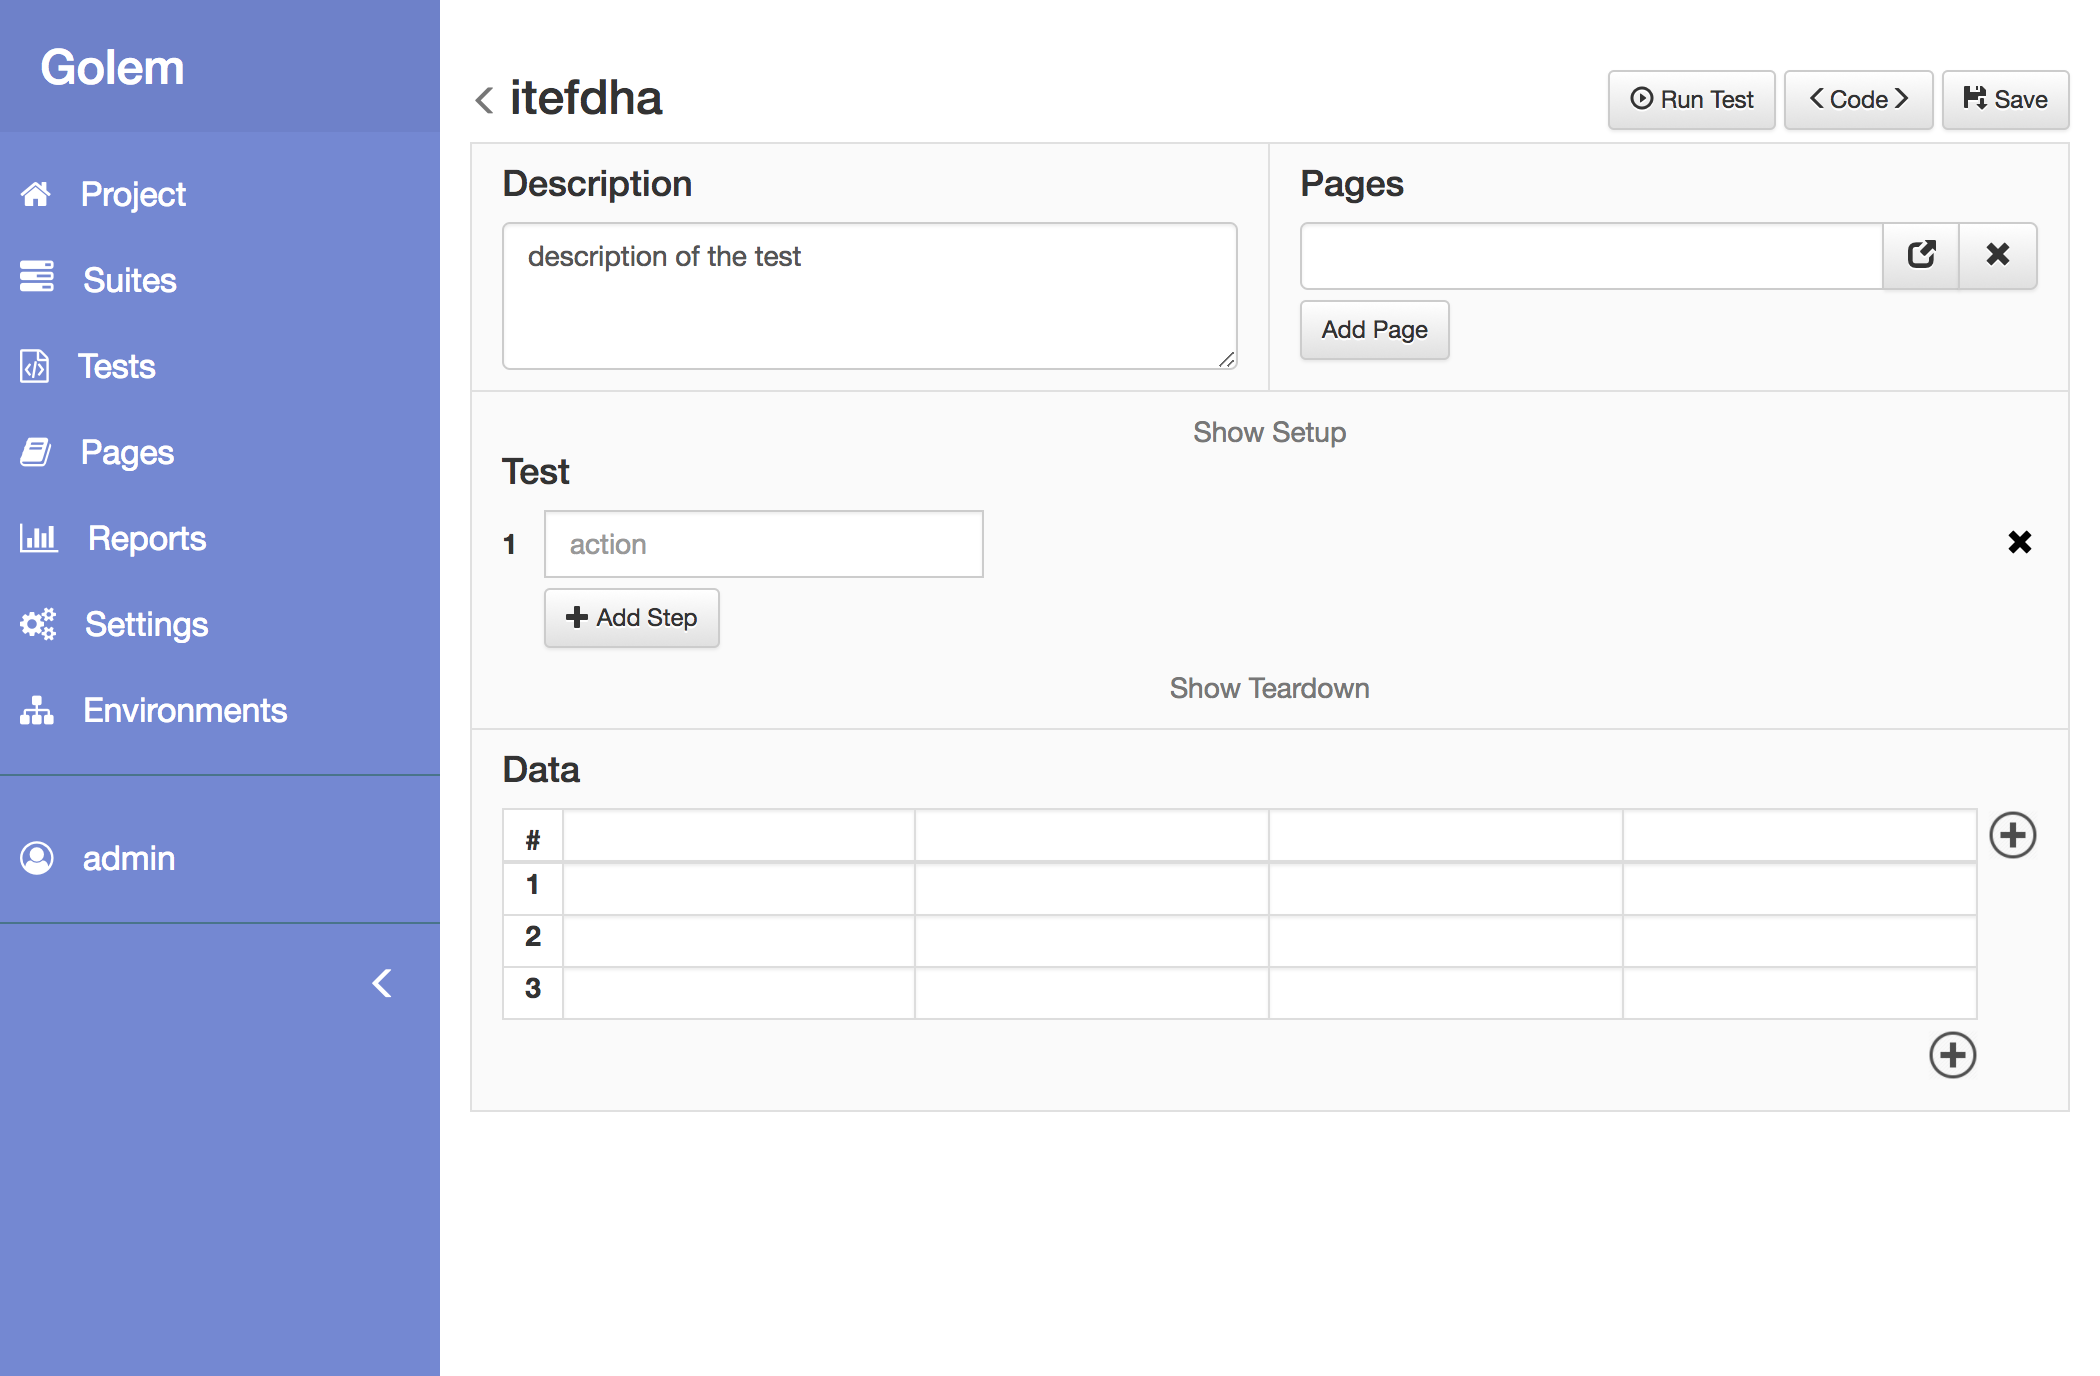 Golem
Project
Suites
Tests
Pages
Reports
Settings
Environments
admin
itefdha
Run Test
Code
Save
Description
description of the test
Pages
Add Page
Show Setup
Test
1
action
Add Step
Show Teardown
Data
#
1
2
3